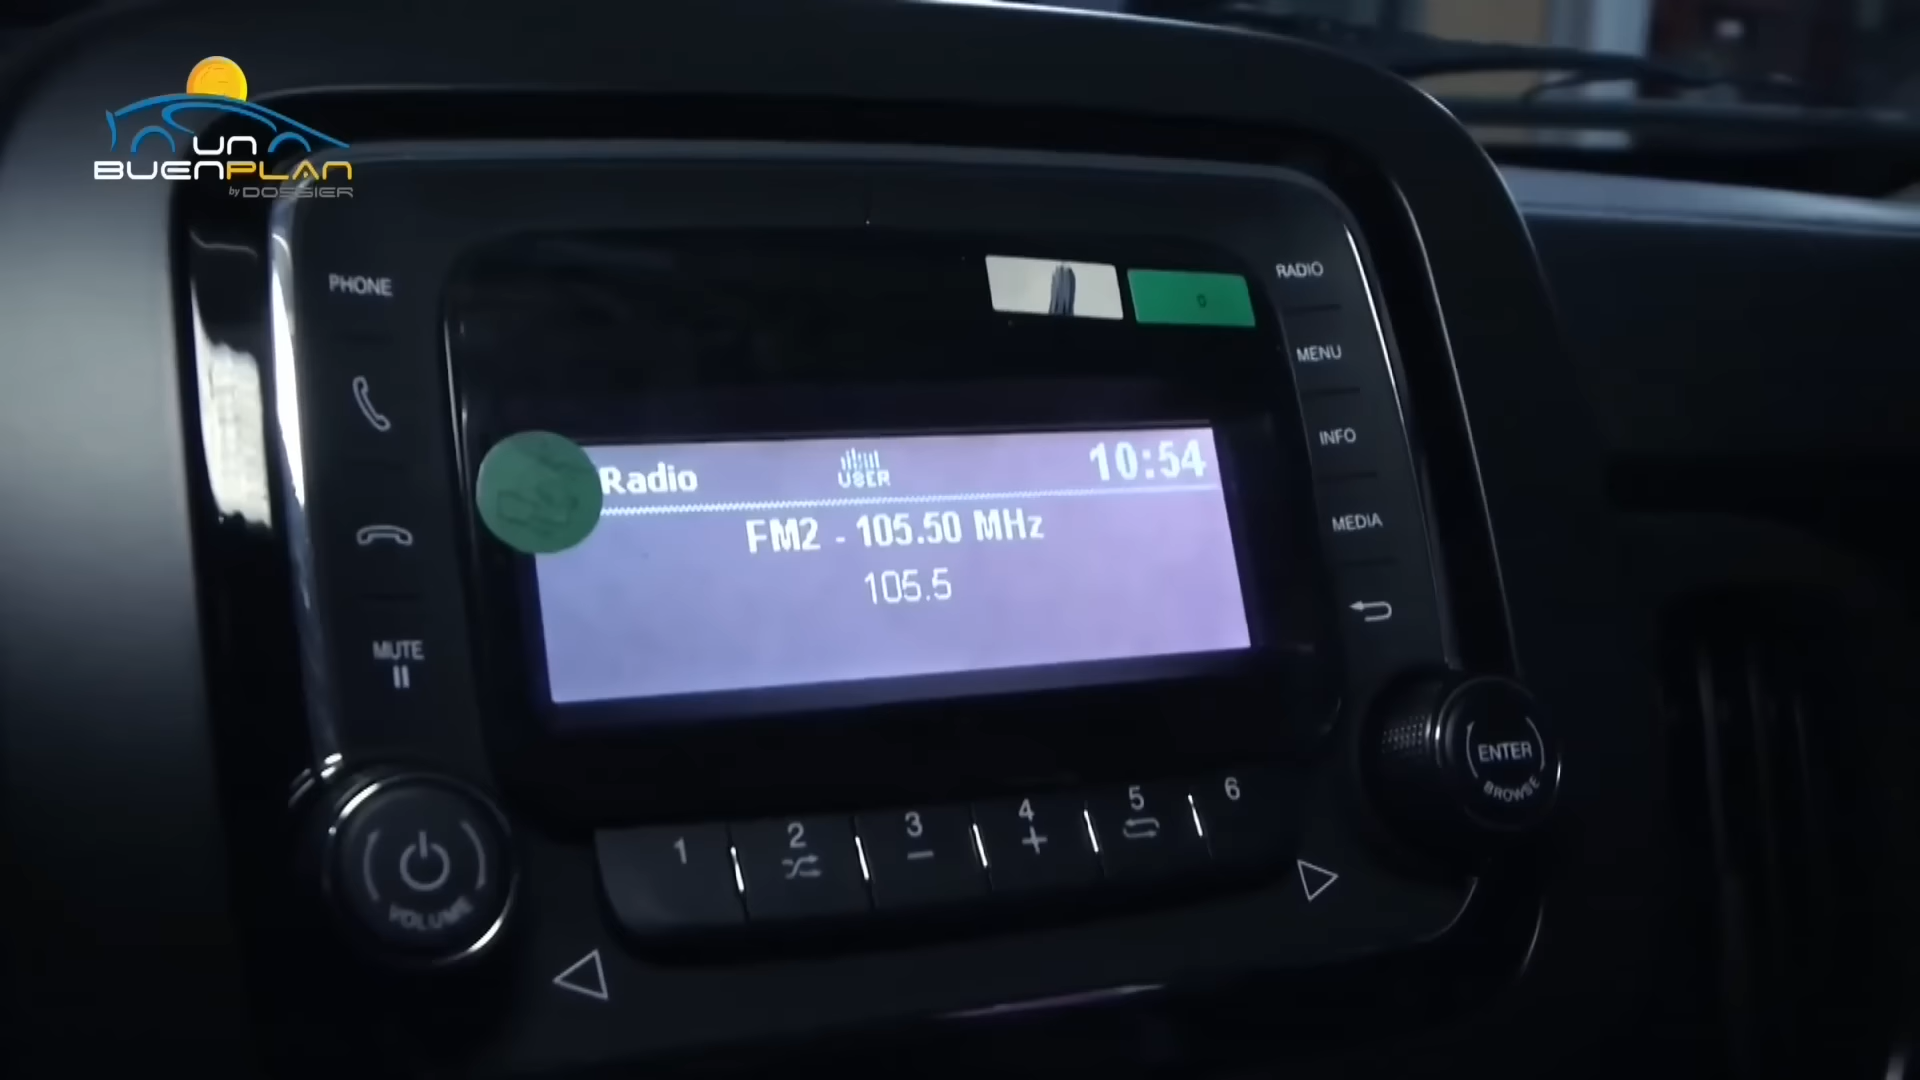 UN
BUENPLAN
by DOSSIER
PHONE
RADIO
0
MENU
INFO
MEDIA
Radio
USER
10:54
FM2 - 105.50 MHz
105.5
MUTE
ENTER
BROWSE
1
2
3
4
5
6
VOLUME